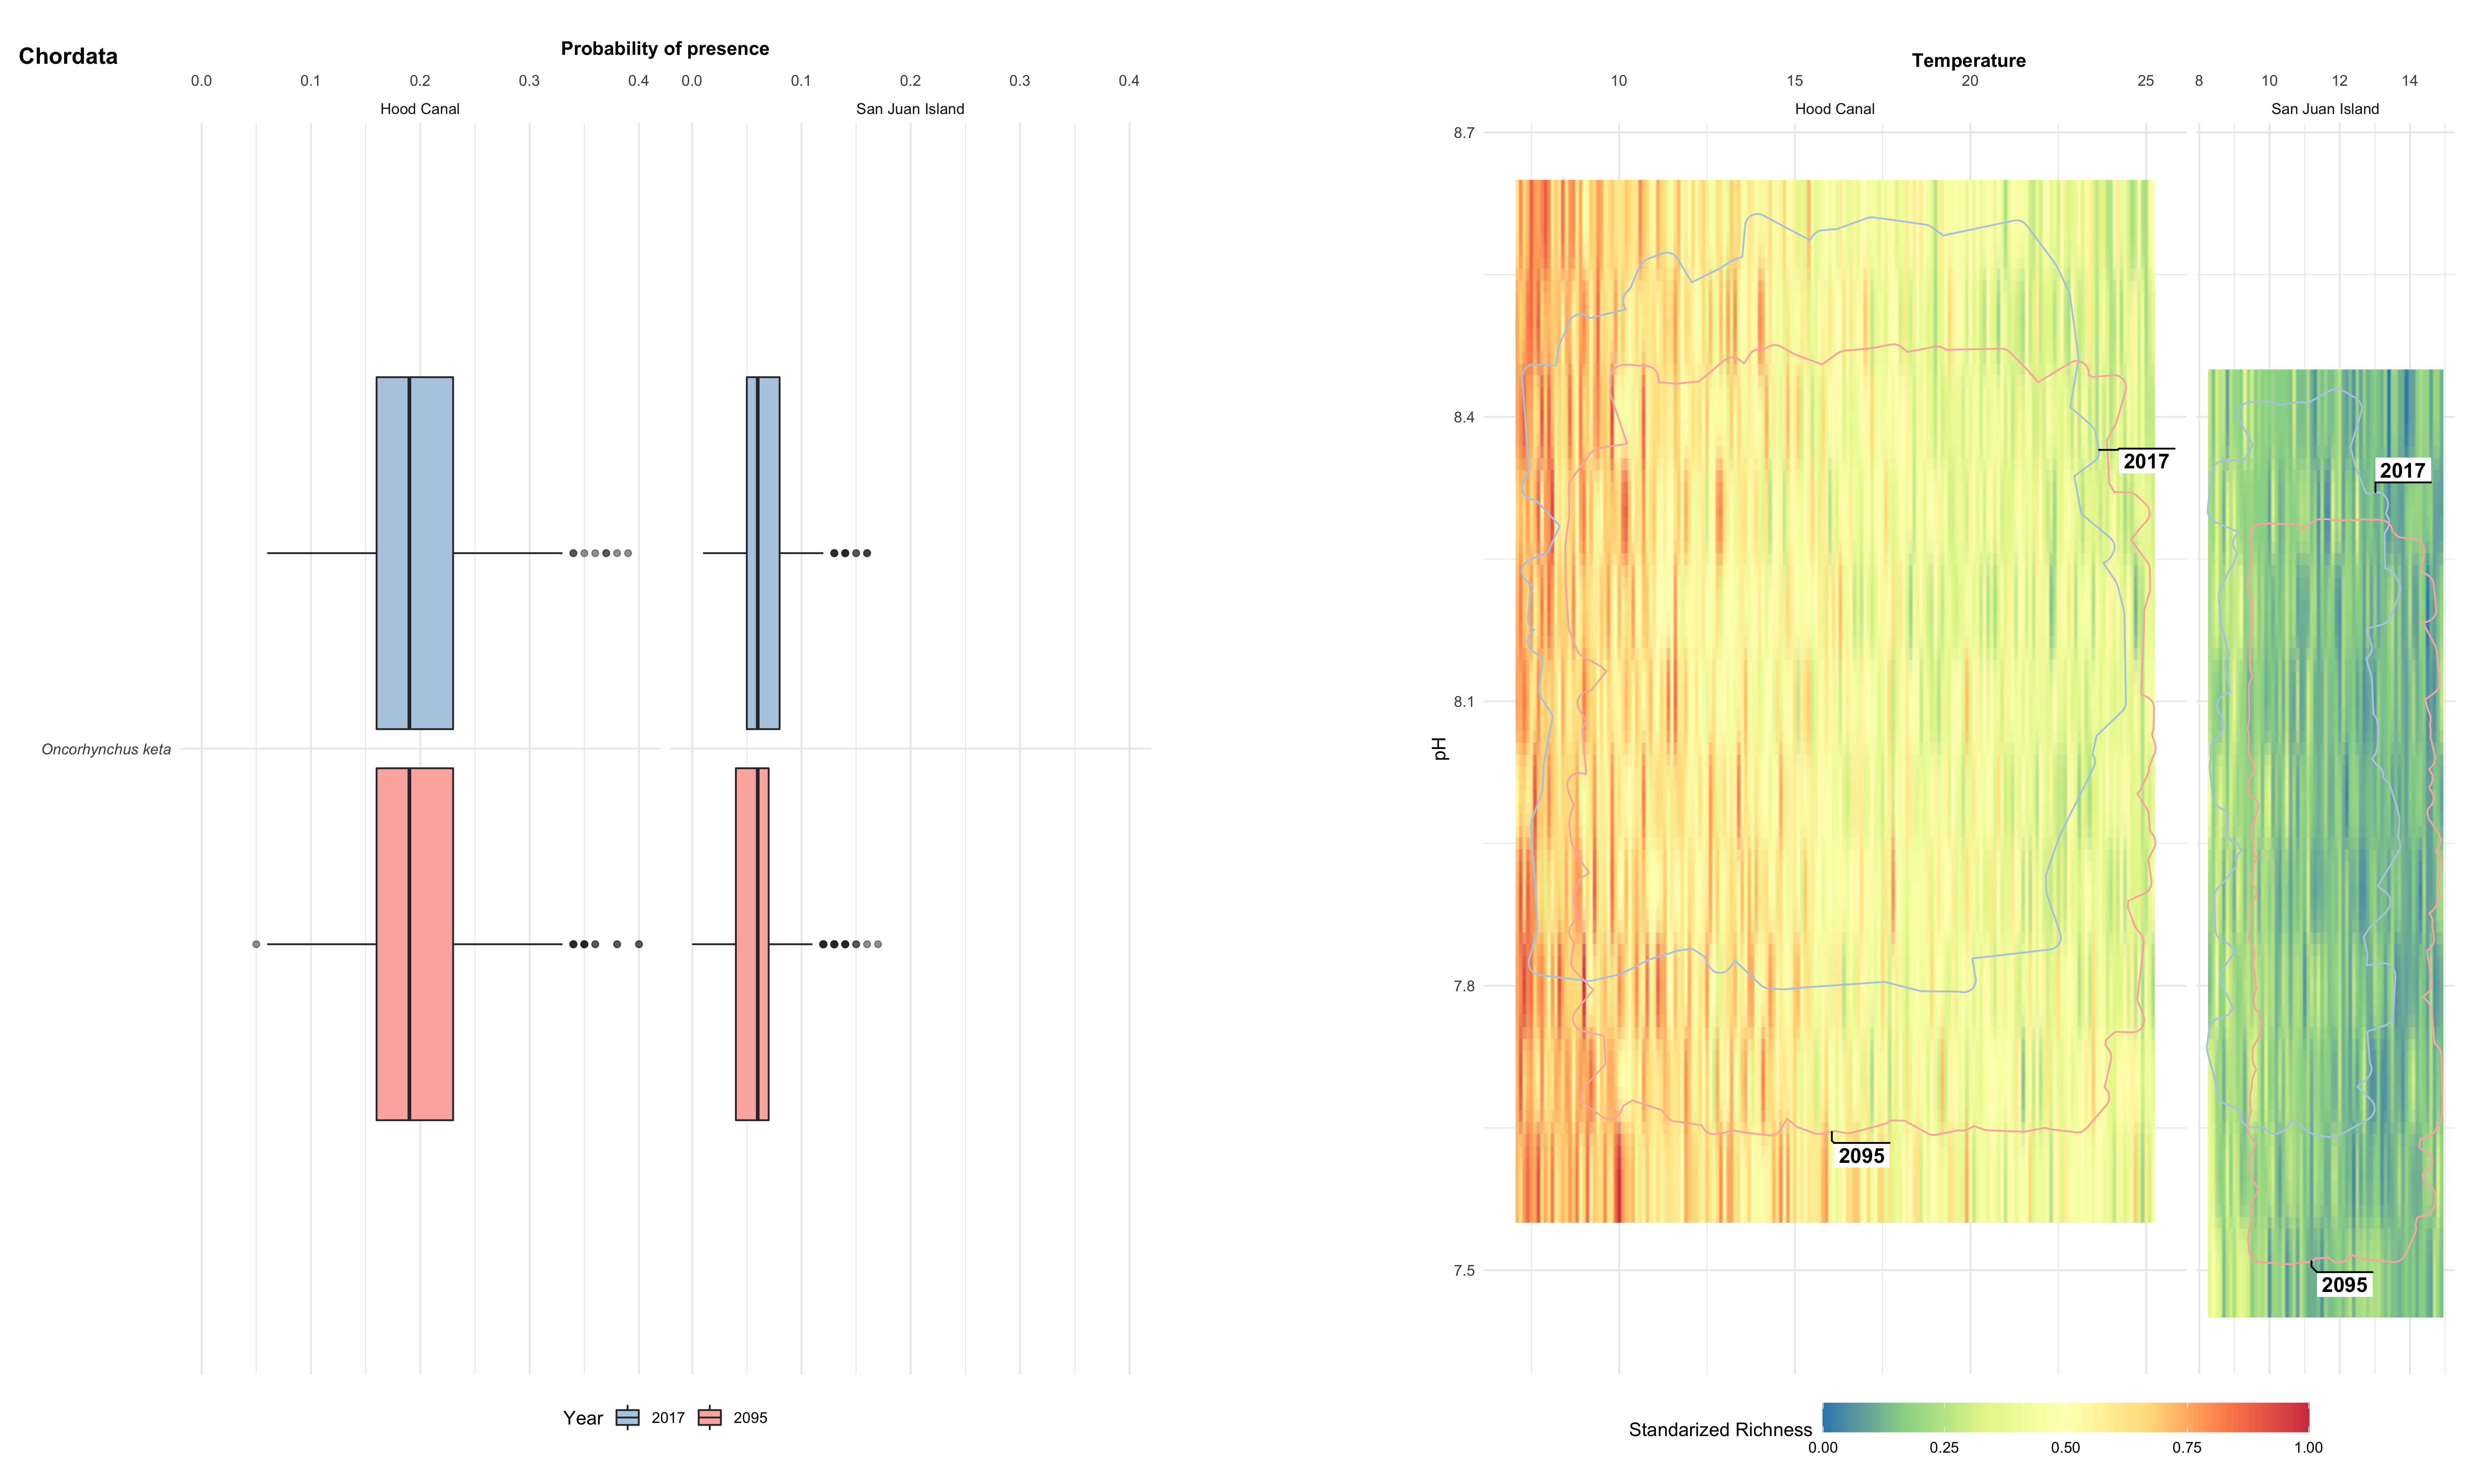 Chordata
Probability of presence
0.0 0.1 0.2 0.3 0.4 0.0 0.1 0.2 0.3 0.4
Hood Canal San Juan Island
Oncorhynchus keta
Year 2017 2095
Temperature
10 15 20 25 8 10 12 14
Hood Canal San Juan Island
8.7
8.4
8.1
7.8
7.5
pH
2017
2017
2095
2095
Standarized Richness
0.00 0.25 0.50 0.75 1.00